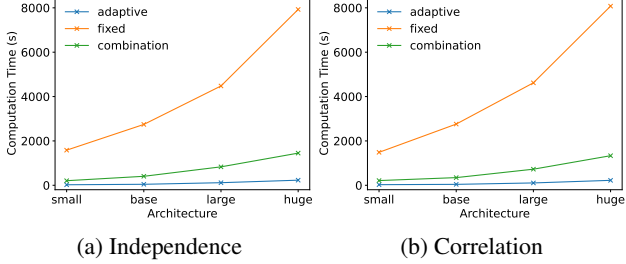 8000
6000
4000
2000
0
Computation Time (s)
adaptive
fixed
combination
small base large huge
Architecture
(a) Independence
8000
6000
4000
2000
0
Computation Time (s)
adaptive
fixed
combination
small base large huge
Architecture
(b) Correlation